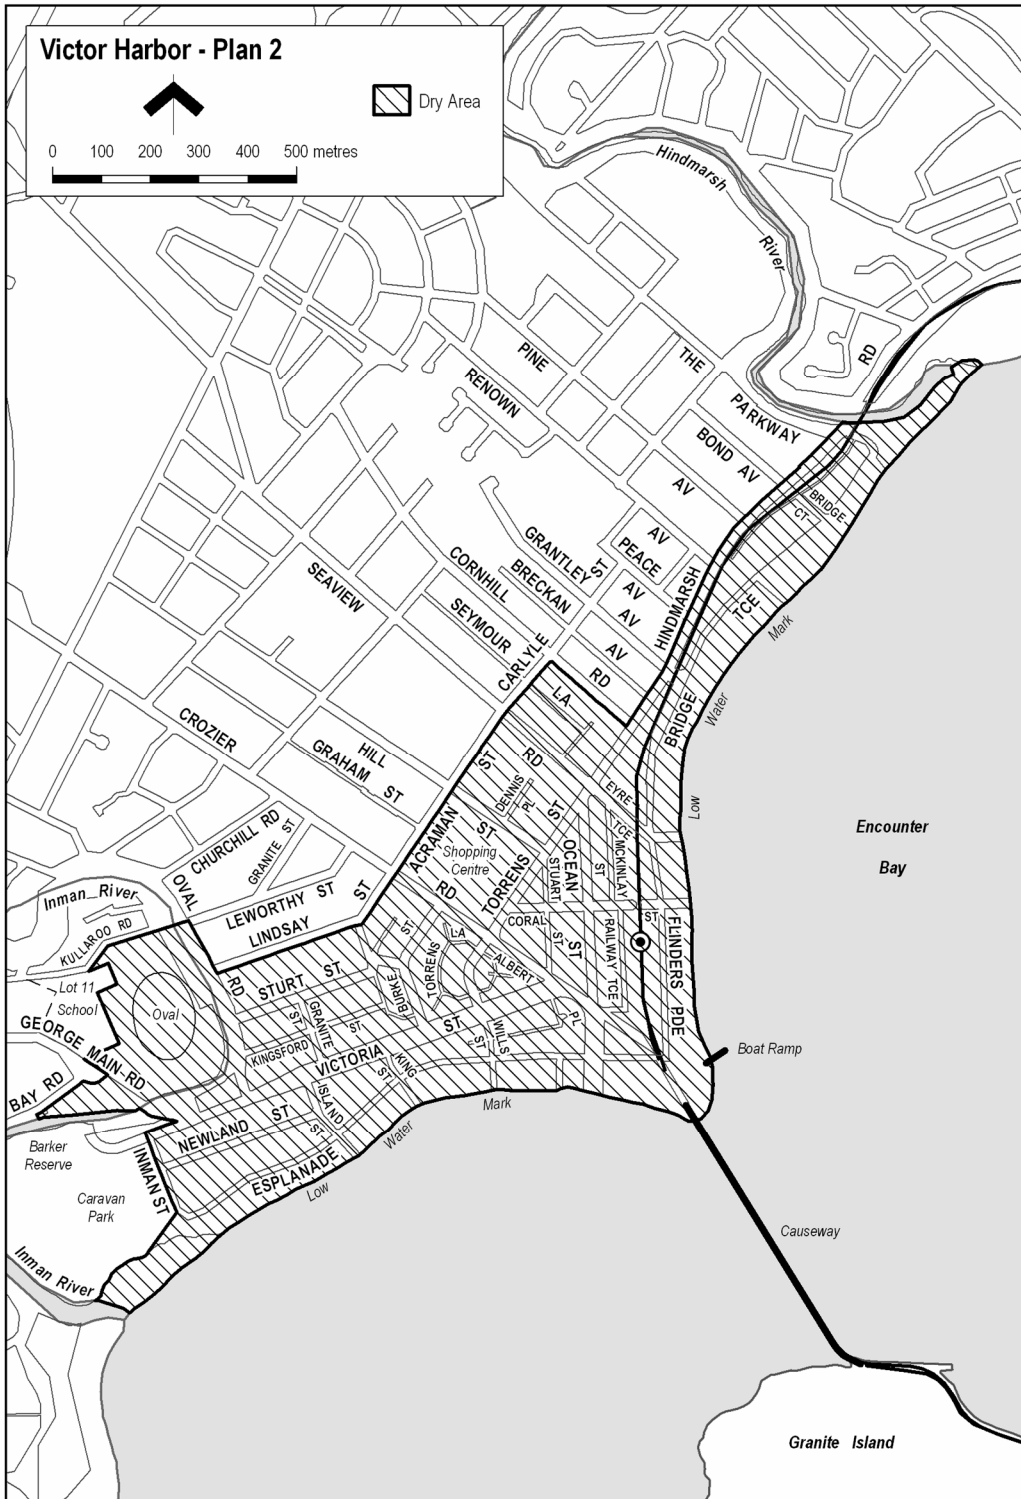 Victor Harbor - Plan 2
Dry Area
0 100 200 300 400 500 metres
Hindmarsh
River
RD
THE
PARKWAY
PINE
RENOWN
BOND AV
AV
BRIDGE
CT
AV
PEACE
GRANTLEY
ST
BRECKAN
AV
AV
CORNHILL
SEYMOUR
SEAVIEW
HINDMARSH
TCE
Mark
AV
RD
CARLYLE
LA
Water
BRIDGE
CROZIER
HILL
GRAHAM ST
ST
RD
EYRE
Low
DENNIS
PL
ST
TCE
Encounter
Bay
CHURCHILL RD
GRANITE ST
ACRAMAN
ST
Shopping
Centre
OCEAN
STUART
ST
MCKINLAY
OVAL
Inman River
LEWORTHY ST
LINDSAY
ST
RD
TORRENS
KULLAROO RD
CORAL
ST
ST
RAILWAY TCE
ST
FLINDERS PDE
ST
LA
TORRENS
ALBERT
Lot 11
School
Oval
RD
STURT ST
BURKE
GEORGE MAIN RD
ST
GRANITE
ST
ST
WILLS
ST
PL
KINGSFORD
VICTORIA
KING
ST
Boat Ramp
BAY RD
ISLAND
ST
NEWLAND ST
Mark
Water
Barker
Reserve
INMAN ST
ESPLANADE
Low
Caravan
Park
Causeway
Inman River
Granite Island